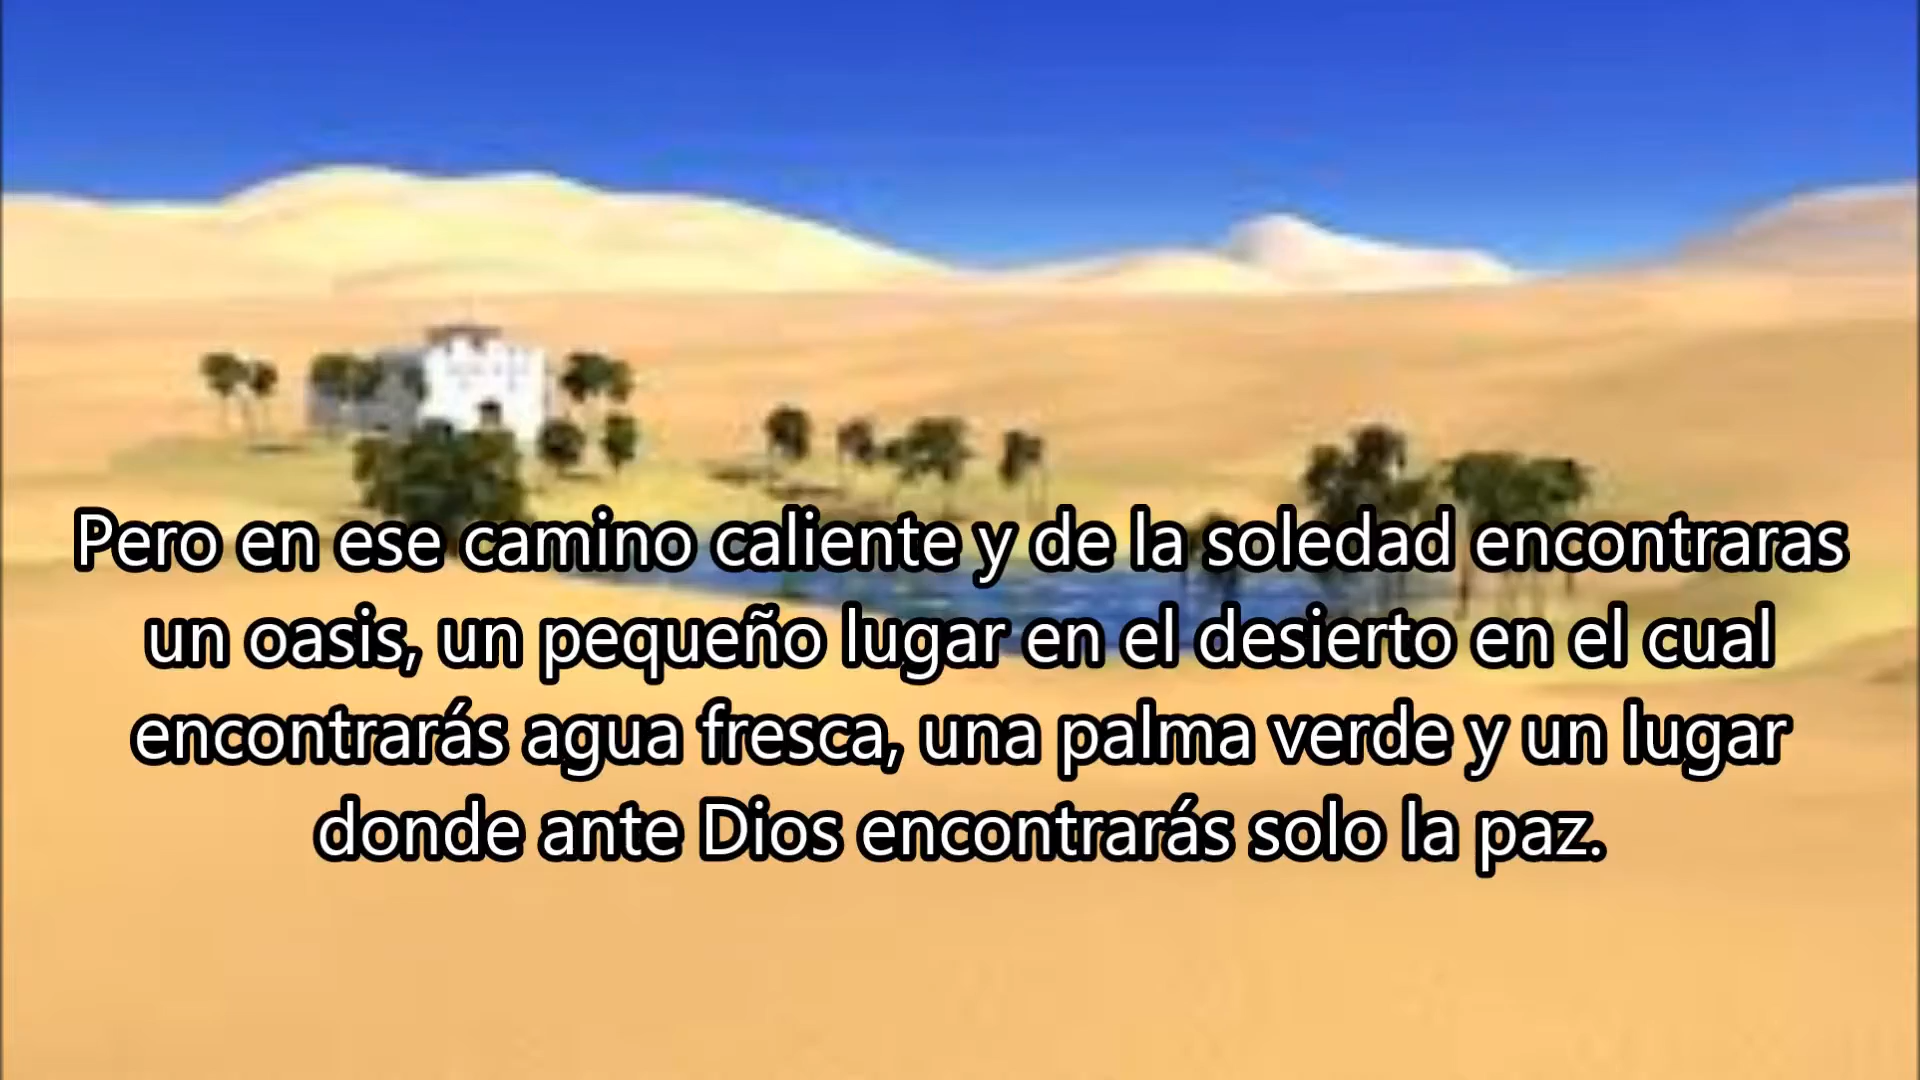 Pero en ese camino caliente y de la soledad encontraras
un oasis, un pequeño lugar en el desierto en el cual
encontrarás agua fresca, una palma verde y un lugar
donde ante Dios encontrarás solo la paz.